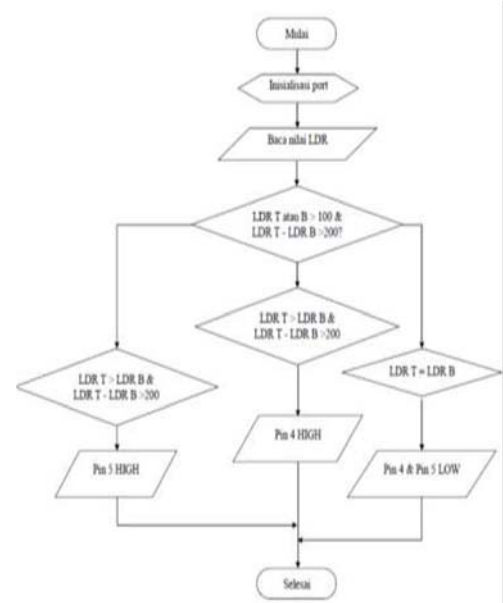 Mulai
Inisialisasi port
Baca nilai LDR
LDR T atau B > 100 &
LDR T - LDR B >200?
LDR T > LDR B &
LDR T - LDR B >200
LDR T > LDR B &
LDR T - LDR B >200
LDR T = LDR B
Pin 5 HIGH
Pin 4 HIGH
Pin 4 & Pin 5 LOW
Selesai